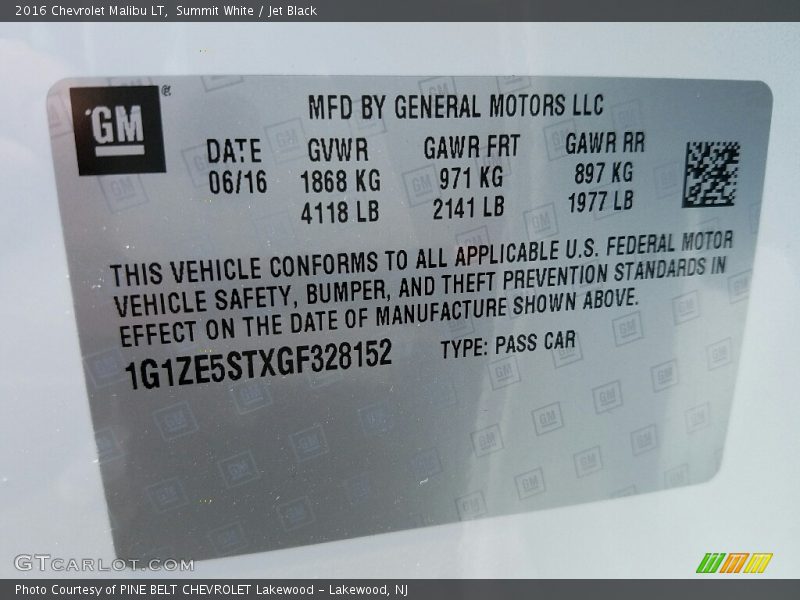 2016 Chevrolet Malibu LT, Summit White / Jet Black
GM ®
MFD BY GENERAL MOTORS LLC
DATE GVWR GAWR FRT GAWR RR
06/16 1868 KG 971 KG 897 KG
4118 LB 2141 LB 1977 LB
THIS VEHICLE CONFORMS TO ALL APPLICABLE U.S. FEDERAL MOTOR
VEHICLE SAFETY, BUMPER, AND THEFT PREVENTION STANDARDS IN
EFFECT ON THE DATE OF MANUFACTURE SHOWN ABOVE.
1G1ZE5STXGF328152 TYPE: PASS CAR
GTCARLOT.COM
Photo Courtesy of PINE BELT CHEVROLET Lakewood - Lakewood, NJ